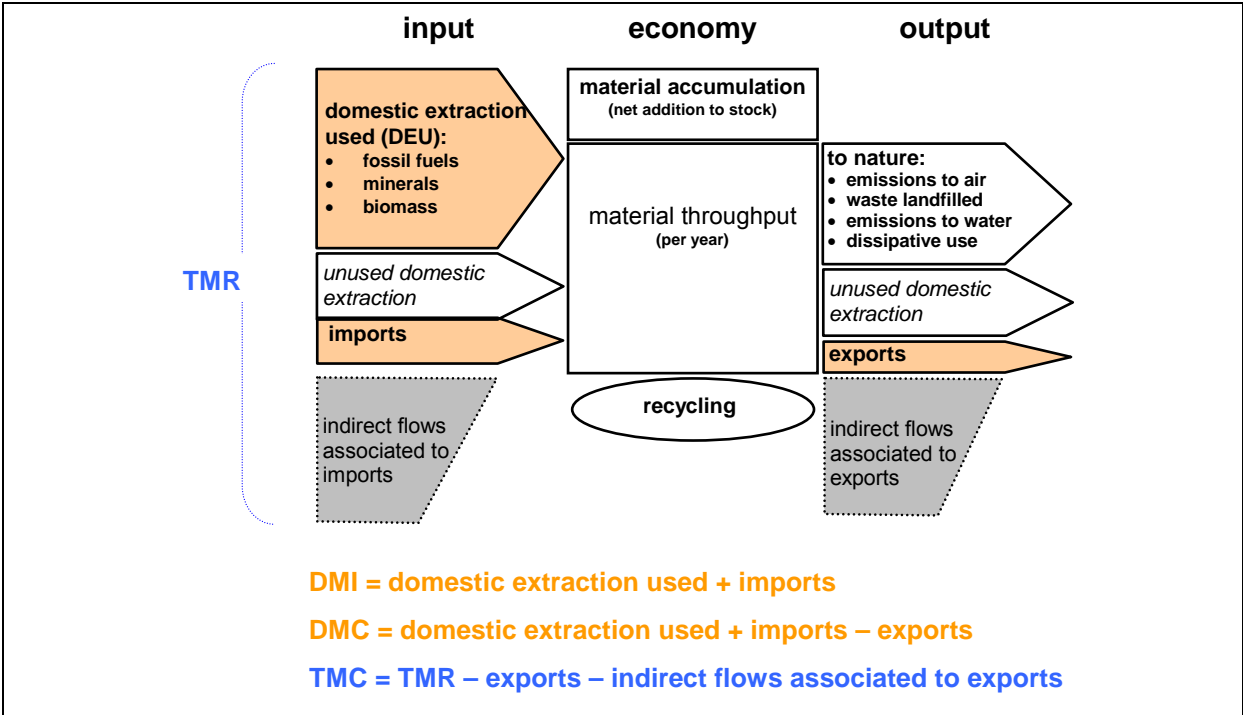 input
economy
output
TMR
domestic extraction
used (DEU):
• fossil fuels
• minerals
• biomass
unused domestic
extraction
imports
indirect flows
associated to
imports
material accumulation
(net addition to stock)
material throughput
(per year)
recycling
to nature:
• emissions to air
• waste landfilled
• emissions to water
• dissipative use
unused domestic
extraction
exports
indirect flows
associated to
exports
DMI = domestic extraction used + imports
DMC = domestic extraction used + imports – exports
TMC = TMR – exports – indirect flows associated to exports